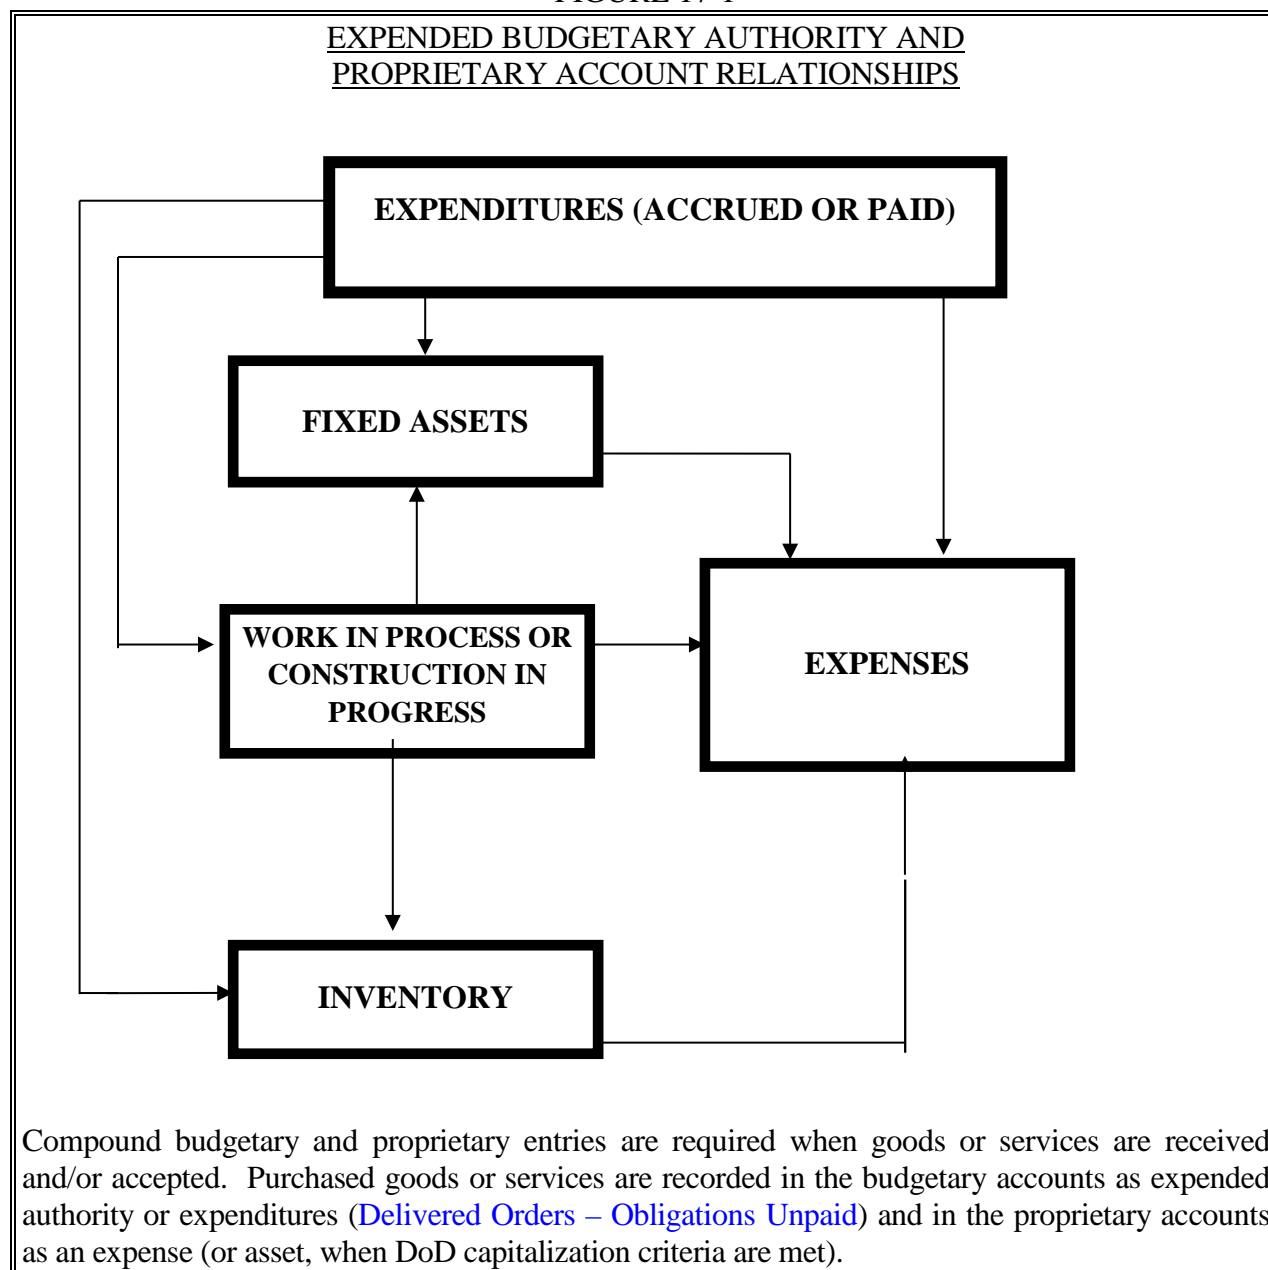 EXPENDED BUDGETARY AUTHORITY AND
PROPRIETARY ACCOUNT RELATIONSHIPS
EXPENDITURES (ACCRUED OR PAID)
FIXED ASSETS
WORK IN PROCESS OR
CONSTRUCTION IN
PROGRESS
EXPENSES
INVENTORY
Compound budgetary and proprietary entries are required when goods or services are received
and/or accepted. Purchased goods or services are recorded in the budgetary accounts as expended
authority or expenditures (Delivered Orders – Obligations Unpaid) and in the proprietary accounts
as an expense (or asset, when DoD capitalization criteria are met).